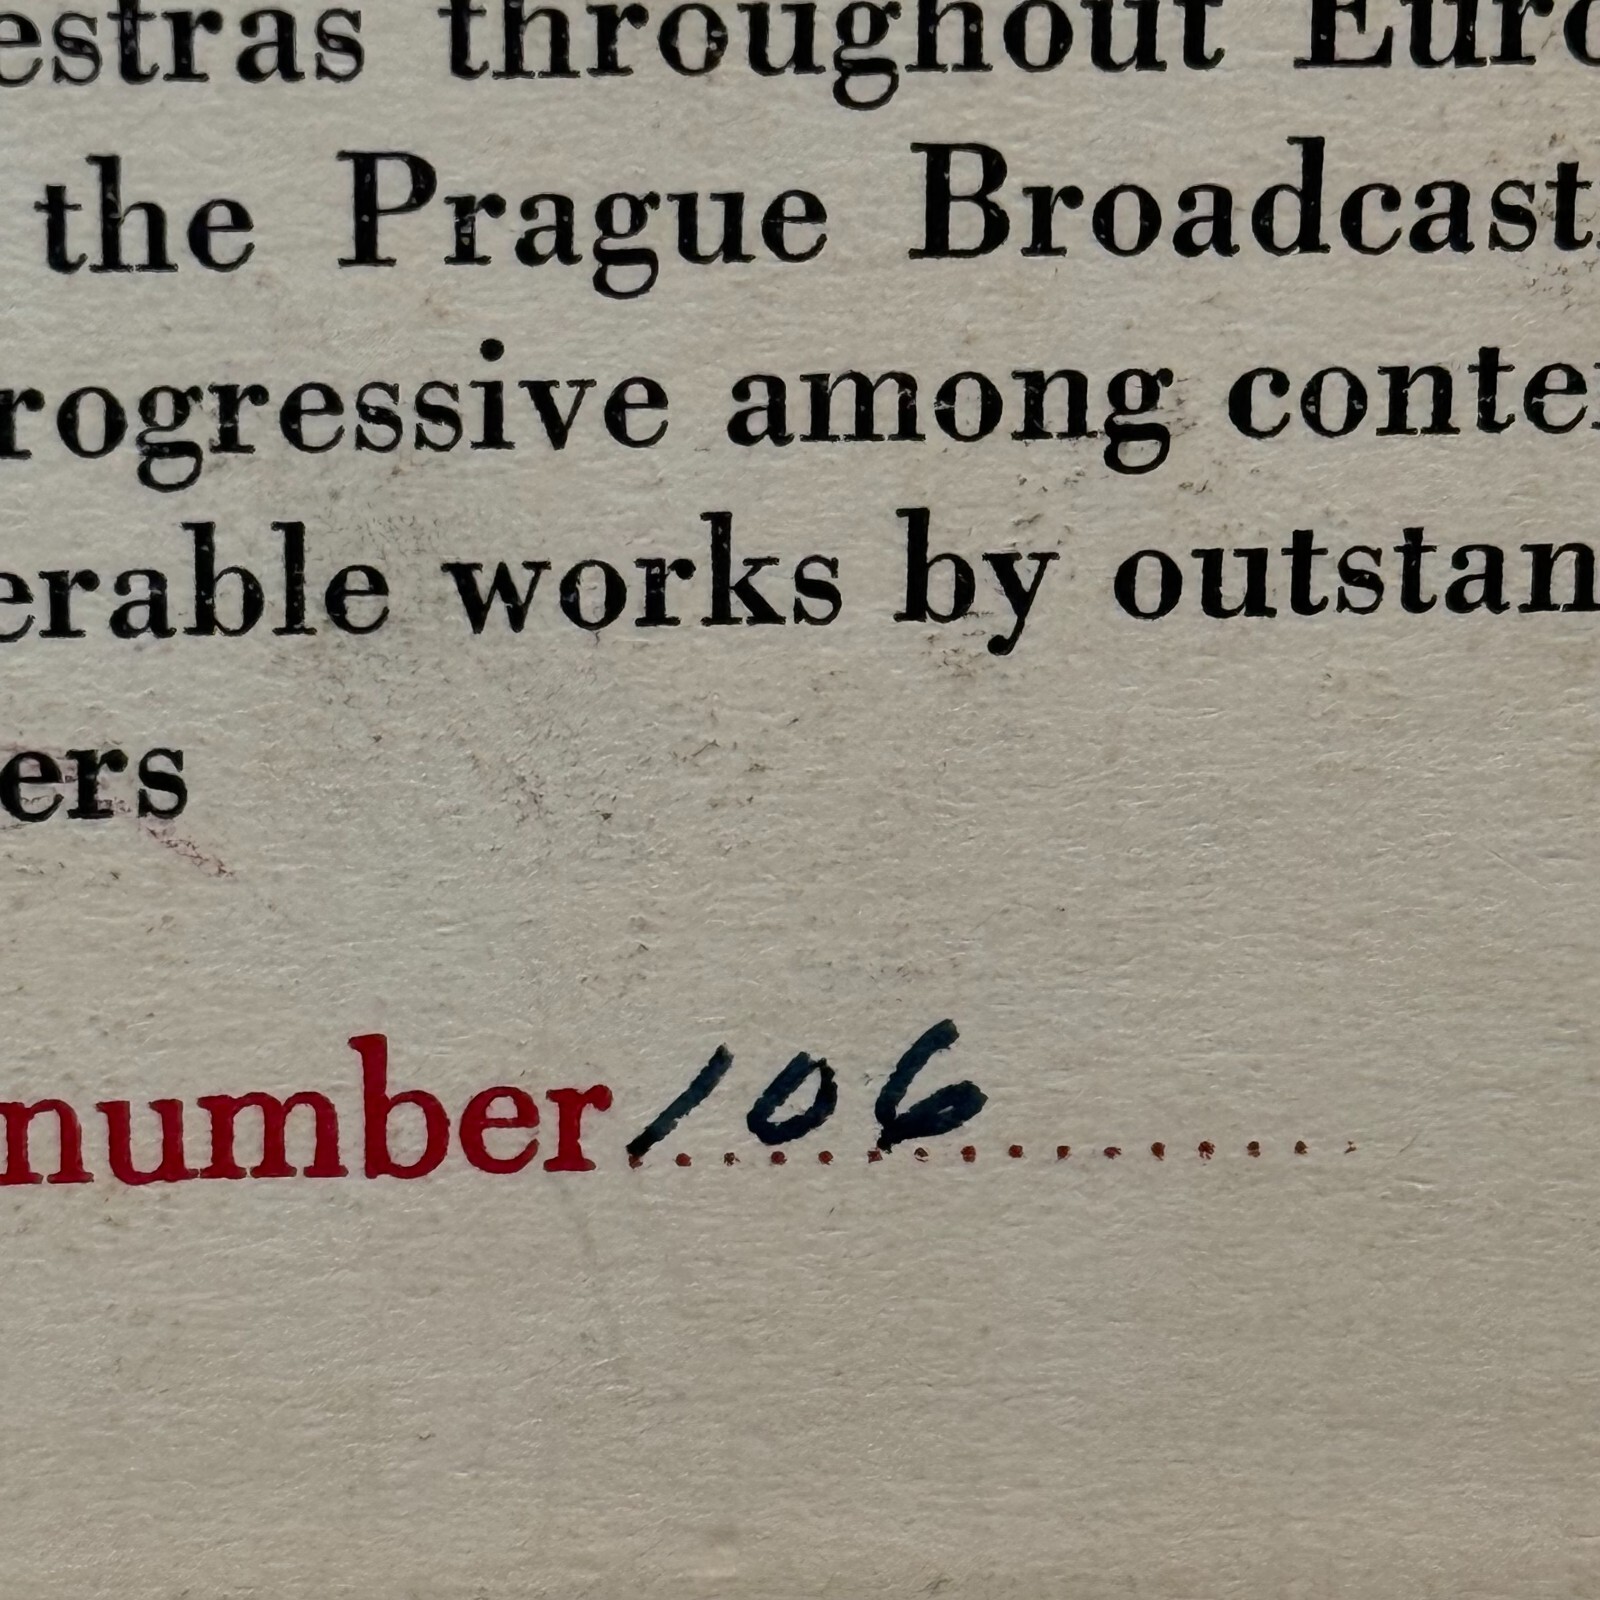 estras throughout Euro
the Prague Broadcast
rogressive among conte
erable works by outstan
ers
number 106